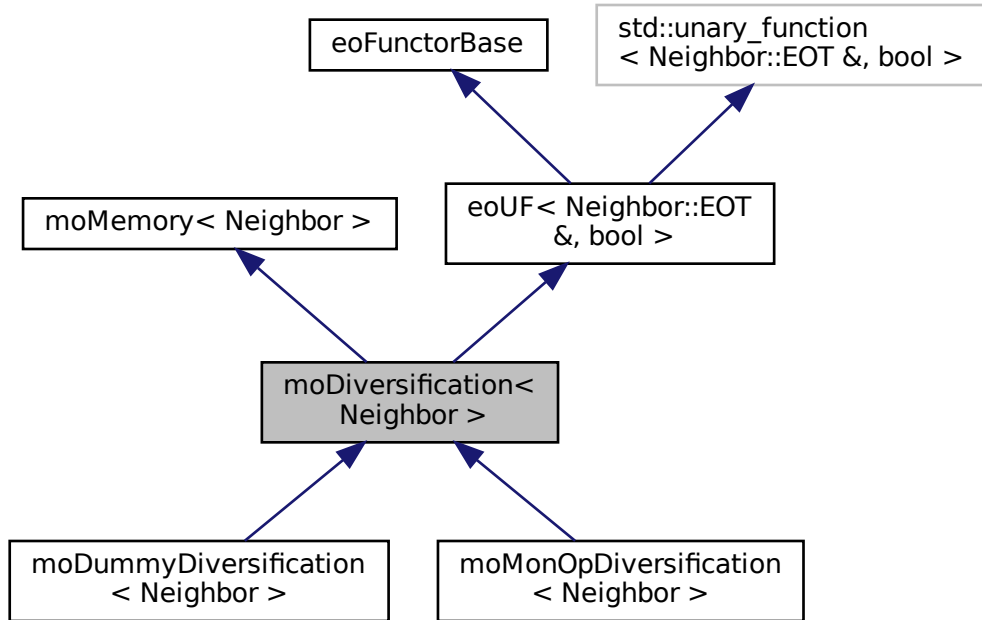 std::unary_function
< Neighbor::EOT &, bool >
eoFunctorBase
moMemory< Neighbor >
eoUF< Neighbor::EOT
&, bool >
moDiversification<
Neighbor >
moDummyDiversification
< Neighbor >
moMonOpDiversification
< Neighbor >